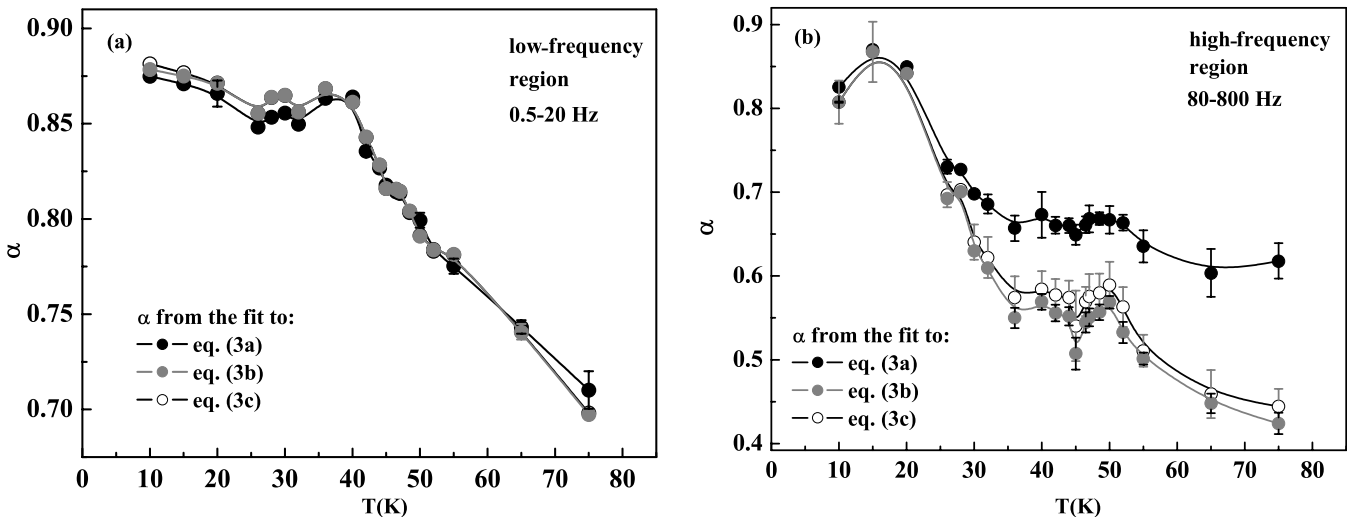 (a)
low-frequency
region
0.5-20 Hz
0.90
0.85
0.80
0.75
0.70
α
α from the fit to:
eq. (3a)
eq. (3b)
eq. (3c)
0 10 20 30 40 50 60 70 80
T(K)
(b)
high-frequency
region
80-800 Hz
0.9
0.8
0.7
0.6
0.5
0.4
α
α from the fit to:
eq. (3a)
eq. (3b)
eq. (3c)
0 10 20 30 40 50 60 70 80
T(K)